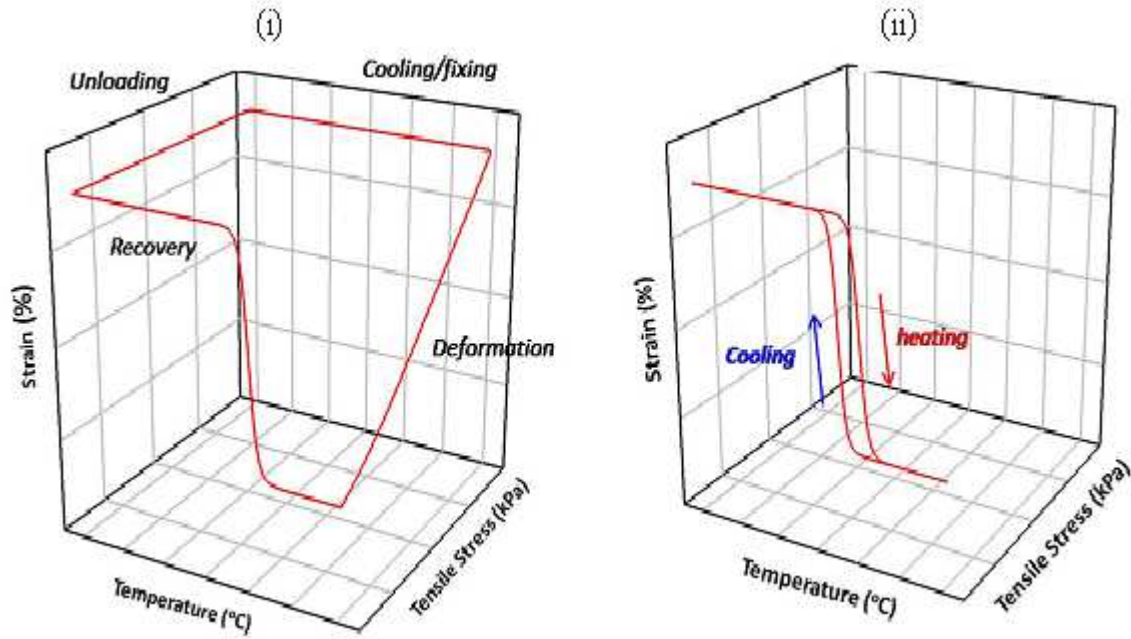 (i)
Unloading
Cooling/fixing
Recovery
Deformation
Strain (%)
Temperature (°C)
Tensile Stress (kPa)
(ii)
Cooling
heating
Strain (%)
Temperature (°C)
Tensile Stress (kPa)